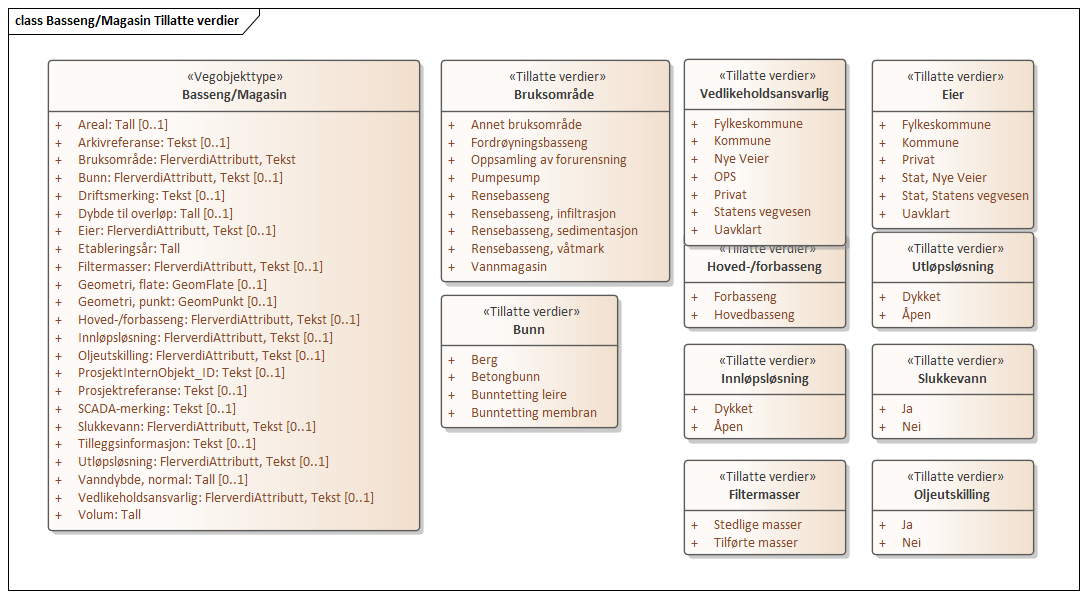 class Basseng/Magasin Tillatte verdier
«Vegobjekttype»
Basseng/Magasin
+ Areal: Tall [0..1]
+ Arkivreferanse: Tekst [0..1]
+ Bruksområde: FlerverdiAttributt, Tekst
+ Bunn: FlerverdiAttributt, Tekst [0..1]
+ Driftsmerking: Tekst [0..1]
+ Dybde til overløp: Tall [0..1]
+ Eier: FlerverdiAttributt, Tekst [0..1]
+ Etableringsår: Tall
+ Filtermasser: FlerverdiAttributt, Tekst [0..1]
+ Geometri, flate: GeomFlate [0..1]
+ Geometri, punkt: GeomPunkt [0..1]
+ Hoved-/forbasseng: FlerverdiAttributt, Tekst [0..1]
+ Innløpsløsning: FlerverdiAttributt, Tekst [0..1]
+ Oljeutskilling: FlerverdiAttributt, Tekst [0..1]
+ ProsjektInternObjekt_ID: Tekst [0..1]
+ Prosjektreferanse: Tekst [0..1]
+ SCADA-merking: Tekst [0..1]
+ Slukkevann: FlerverdiAttributt, Tekst [0..1]
+ Tilleggsinformasjon: Tekst [0..1]
+ Utløpsløsning: FlerverdiAttributt, Tekst [0..1]
+ Vanndybde, normal: Tall [0..1]
+ Vedlikeholdsansvarlig: FlerverdiAttributt, Tekst [0..1]
+ Volum: Tall
«Tillatte verdier»
Bruksområde
+ Annet bruksområde
+ Fordrøyningsbasseng
+ Oppsamling av forurensning
+ Pumpesump
+ Rensebasseng
+ Rensebasseng, infiltrasjon
+ Rensebasseng, sedimentasjon
+ Rensebasseng, våtmark
+ Vannmagasin
«Tillatte verdier»
Bunn
+ Berg
+ Betongbunn
+ Bunntetting leire
+ Bunntetting membran
«Tillatte verdier»
Vedlikeholdsansvarlig
+ Fylkeskommune
+ Kommune
+ Nye Veier
+ OPS
+ Privat
+ Statens vegvesen
+ Uavklart
«Tillatte verdier»
Hoved-/forbasseng
+ Forbasseng
+ Hovedbasseng
«Tillatte verdier»
Innløpsløsning
+ Dykket
+ Åpen
«Tillatte verdier»
Filtermasser
+ Stedlige masser
+ Tilførte masser
«Tillatte verdier»
Eier
+ Fylkeskommune
+ Kommune
+ Privat
+ Stat, Nye Veier
+ Stat, Statens vegvesen
+ Uavklart
«Tillatte verdier»
Utløpsløsning
+ Dykket
+ Åpen
«Tillatte verdier»
Slukkevann
+ Ja
+ Nei
«Tillatte verdier»
Oljeutskilling
+ Ja
+ Nei